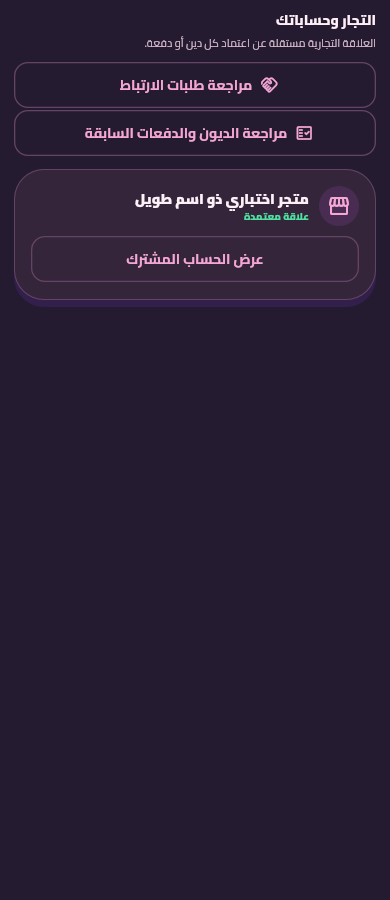 التجار وحساباتك
العلاقة التجارية مستقلة عن اعتماد كل دين أو دفعة.
مراجعة طلبات الارتباط
مراجعة الديون والدفعات السابقة
متجر اختباري ذو اسم طويل
علاقة معتمدة
عرض الحساب المشترك